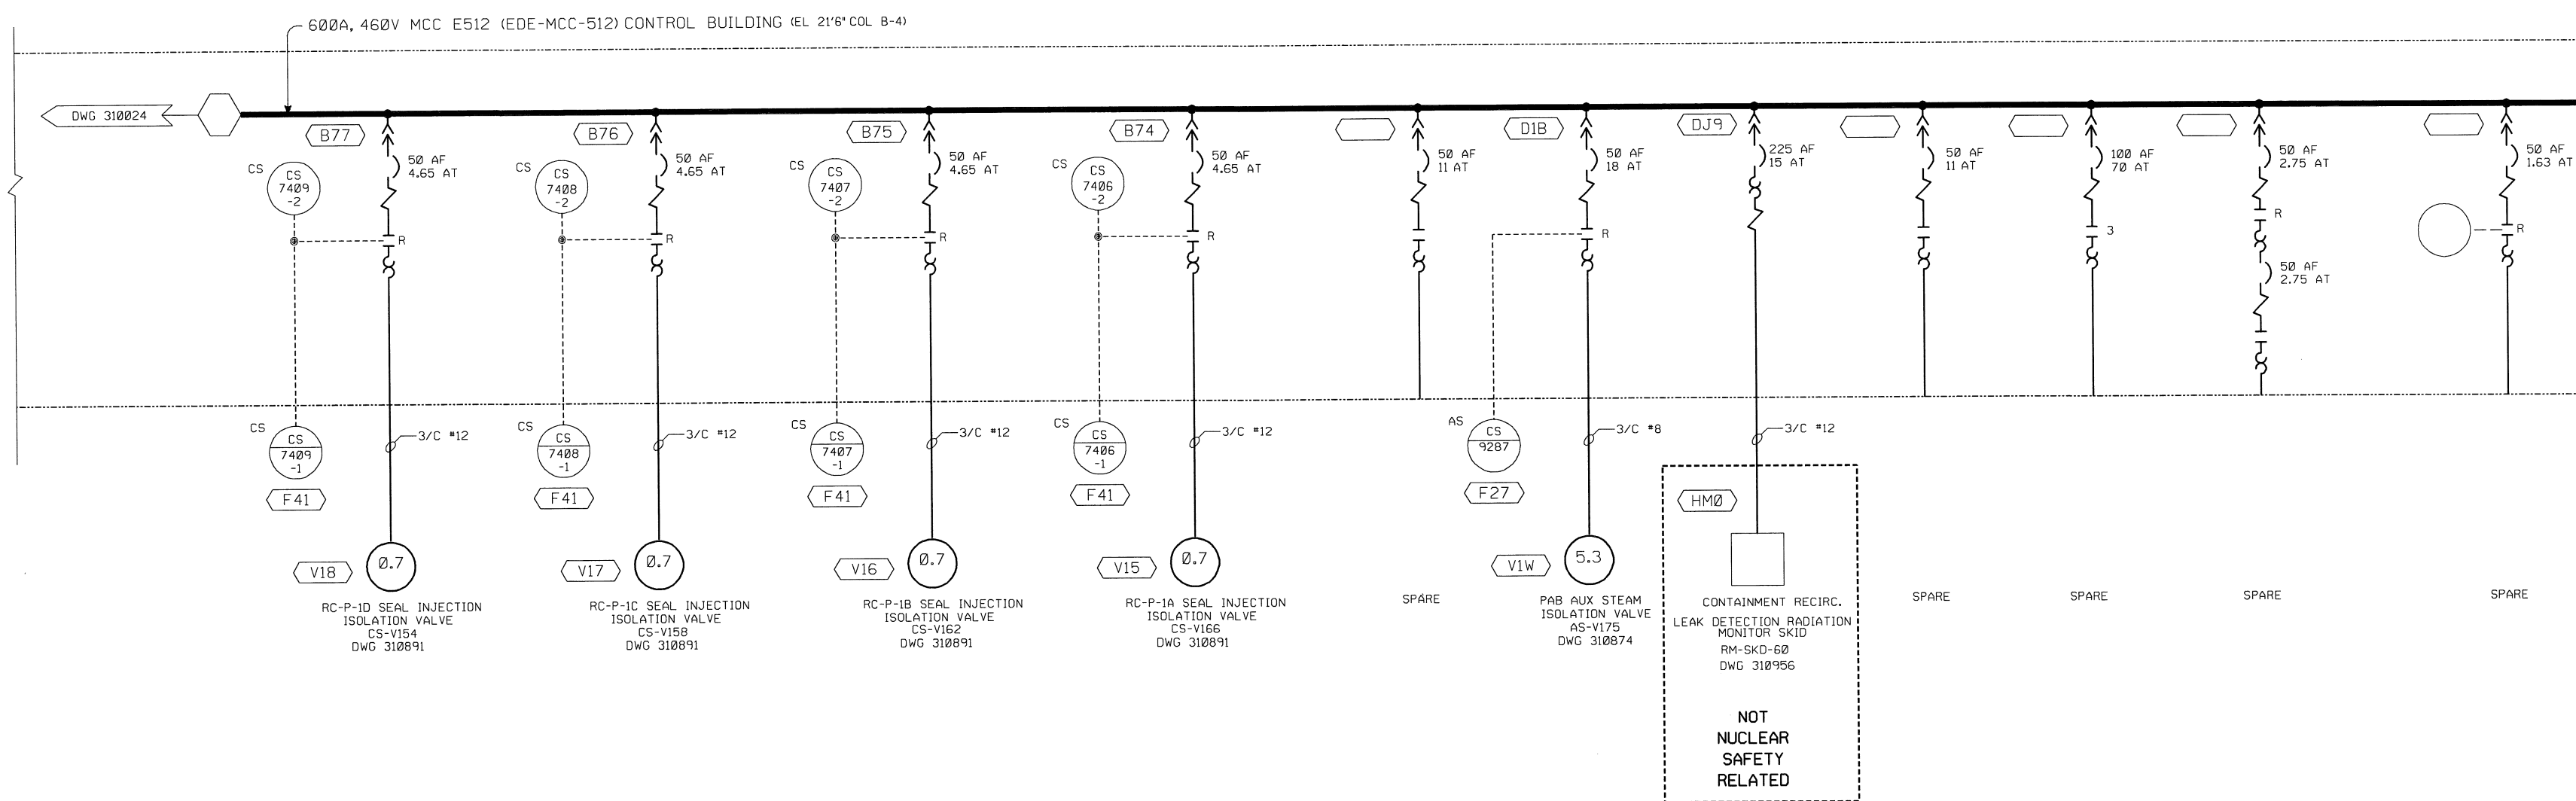 600A, 460V MCC E512 (EDE-MCC-512) CONTROL BUILDING (EL 21'6" COL B-4)
DWG 310024
B77
CS
CS
7409
-2
50 AF
4.65 AT
R
B76
CS
CS
7408
-2
50 AF
4.65 AT
R
B75
CS
CS
7407
-2
50 AF
4.65 AT
R
B74
CS
CS
7406
-2
50 AF
4.65 AT
R
50 AF
11 AT
D1B
50 AF
18 AT
R
DJ9
225 AF
15 AT
50 AF
11 AT
100 AF
70 AT
3
50 AF
2.75 AT
R
50 AF
2.75 AT
50 AF
1.63 AT
R
CS
CS
7409
-1
F41
3/C #12
CS
CS
7408
-1
F41
3/C #12
CS
CS
7407
-1
F41
3/C #12
CS
CS
7406
-1
F41
3/C #12
AS
CS
9287
F27
3/C #8
3/C #12
HM0
V18
0.7
RC-P-1D SEAL INJECTION
ISOLATION VALVE
CS-V154
DWG 310891
V17
0.7
RC-P-1C SEAL INJECTION
ISOLATION VALVE
CS-V158
DWG 310891
V16
0.7
RC-P-1B SEAL INJECTION
ISOLATION VALVE
CS-V162
DWG 310891
V15
0.7
RC-P-1A SEAL INJECTION
ISOLATION VALVE
CS-V166
DWG 310891
SPARE
V1W
5.3
PAB AUX STEAM
ISOLATION VALVE
AS-V175
DWG 310874
CONTAINMENT RECIRC.
LEAK DETECTION RADIATION
MONITOR SKID
RM-SKD-60
DWG 310956
NOT
NUCLEAR
SAFETY
RELATED
SPARE
SPARE
SPARE
SPARE